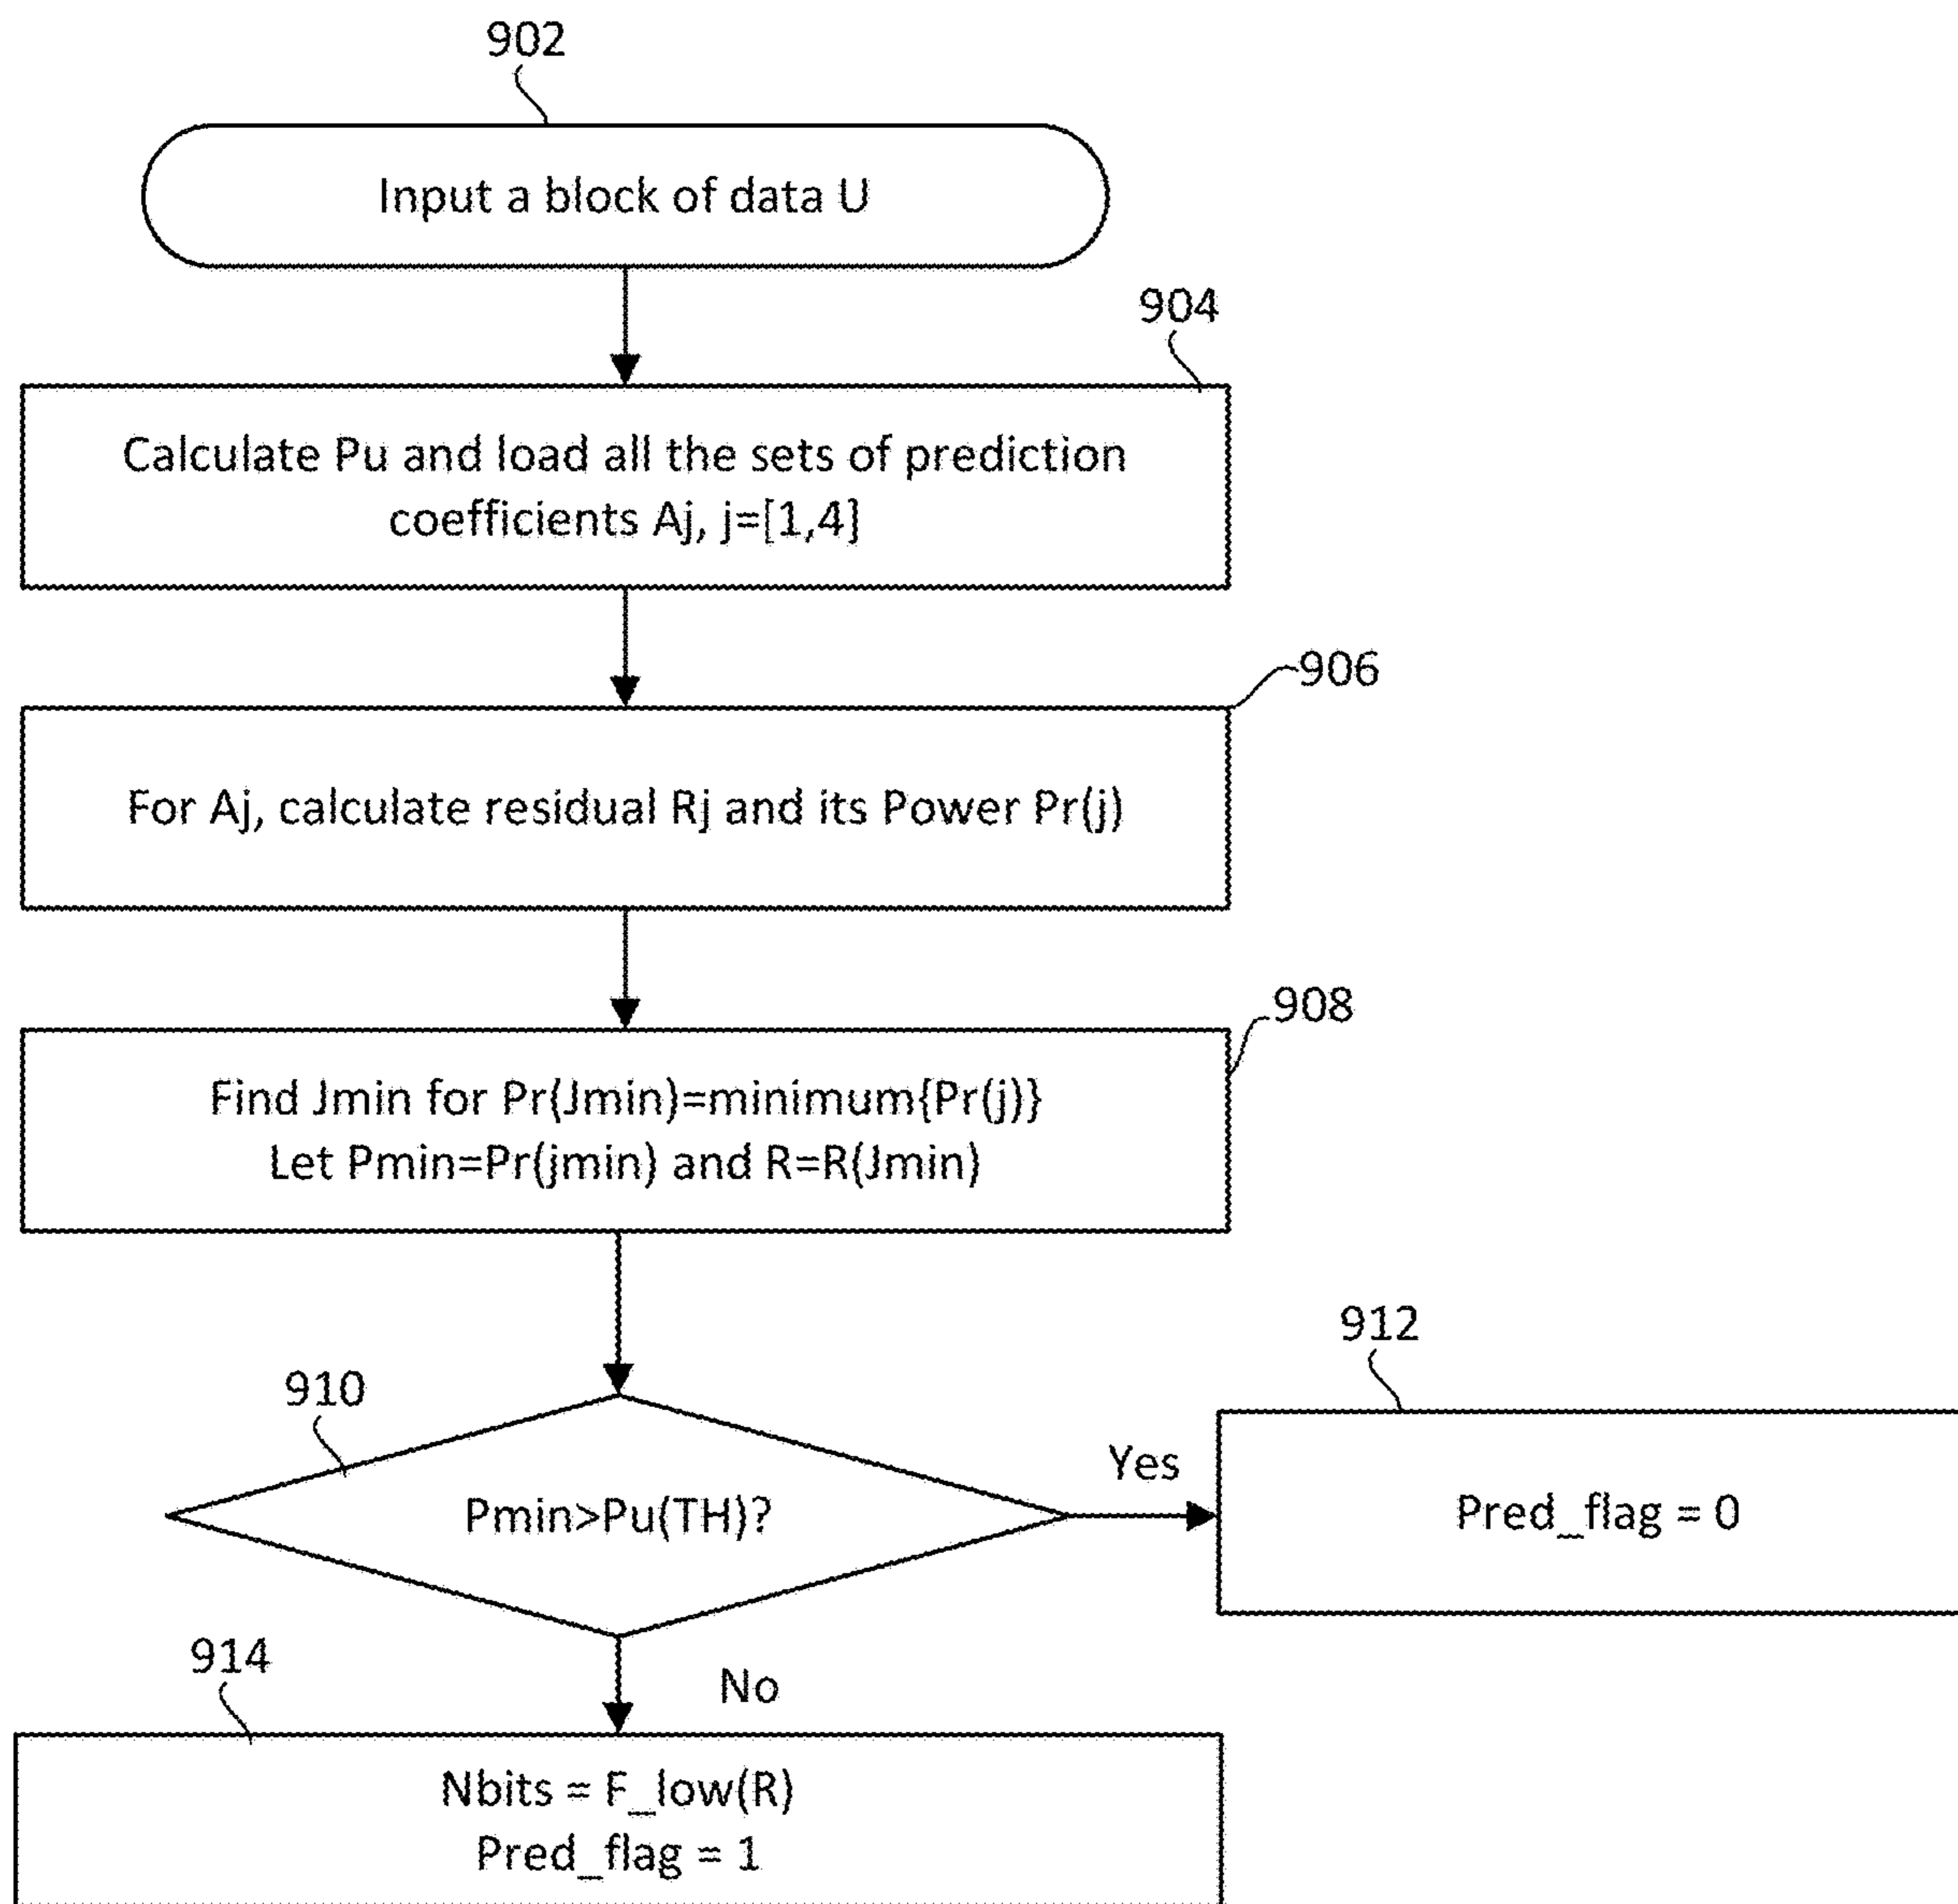 902
Input a block of data U
904
Calculate Pu and load all the sets of prediction
coefficients Aj, j=[1,4]
906
For Aj, calculate residual Rj and its Power Pr(j)
908
Find Jmin for Pr(Jmin)=minimum{Pr(j)}
Let Pmin=Pr(jmin) and R=R(Jmin)
910
Pmin>Pu(TH)?
Yes
912
Pred_flag = 0
No
914
Nbits = F_low(R)
Pred_flag = 1